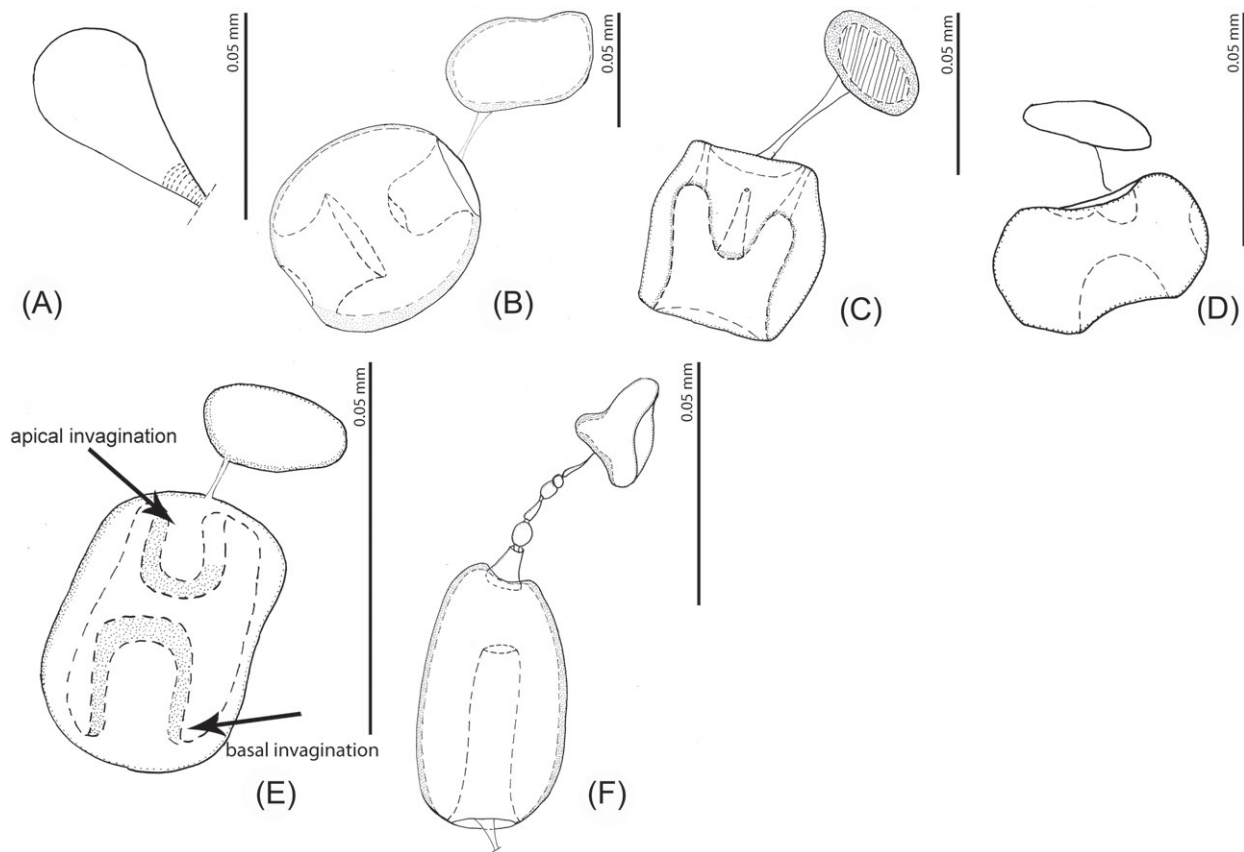 0.05 mm
0.05 mm
0.05 mm
0.05 mm
(A)
(B)
(C)
(D)
0.05 mm
0.05 mm
apical invagination
basal invagination
(E)
(F)